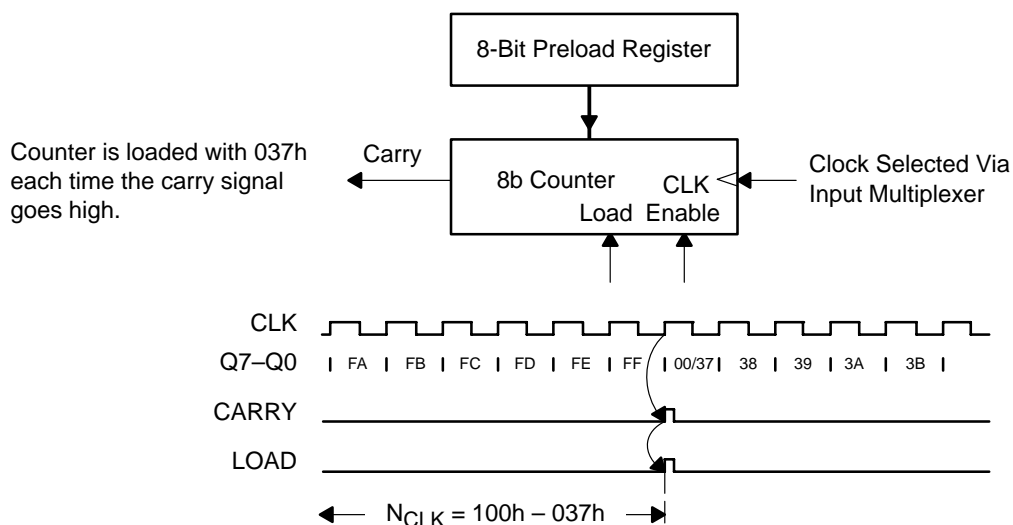 8-Bit Preload Register
Counter is loaded with 037h
each time the carry signal
goes high.
Carry
8b Counter
CLK
Load Enable
Clock Selected Via
Input Multiplexer
CLK
Q7–Q0 FA FB FC FD FE FF 00/37 38 39 3A 3B
CARRY
LOAD
NCLK = 100h – 037h